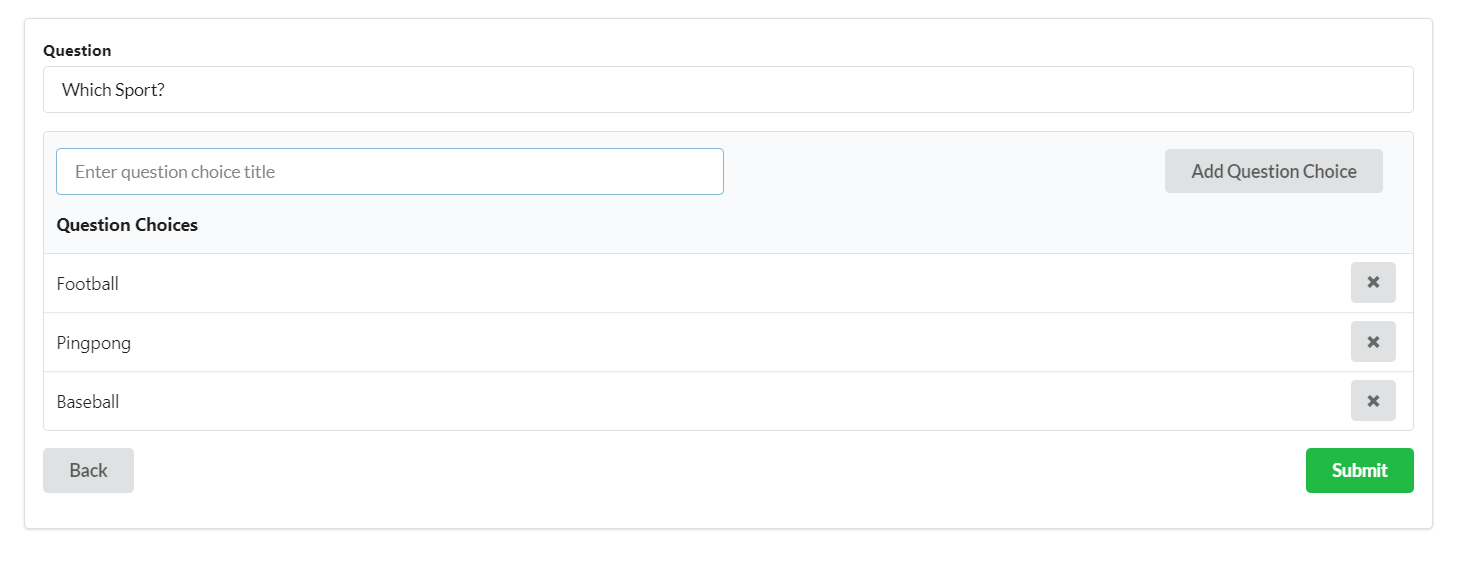 Question
Which Sport?
Enter question choice title
Add Question Choice
Question Choices
Football
Pingpong
Baseball
Back
Submit